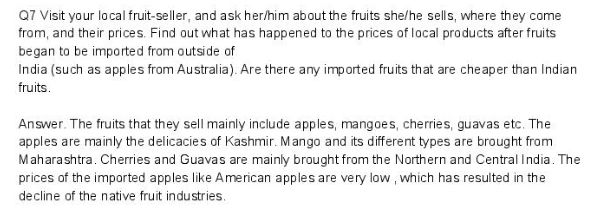 Q7 Visit your local fruit-seller, and ask her/him about the fruits she/he sells, where they come
from, and their prices. Find out what has happened to the prices of local products after fruits
began to be imported from outside of
India (such as apples from Australia). Are there any imported fruits that are cheaper than Indian
fruits.
Answer. The fruits that they sell mainly include apples, mangoes, cherries, guavas etc. The
apples are mainly the delicacies of Kashmir. Mango and its different types are brought from
Maharashtra. Cherries and Guavas are mainly brought from the Northern and Central India. The
prices of the imported apples like American apples are very low , which has resulted in the
decline of the native fruit industries.